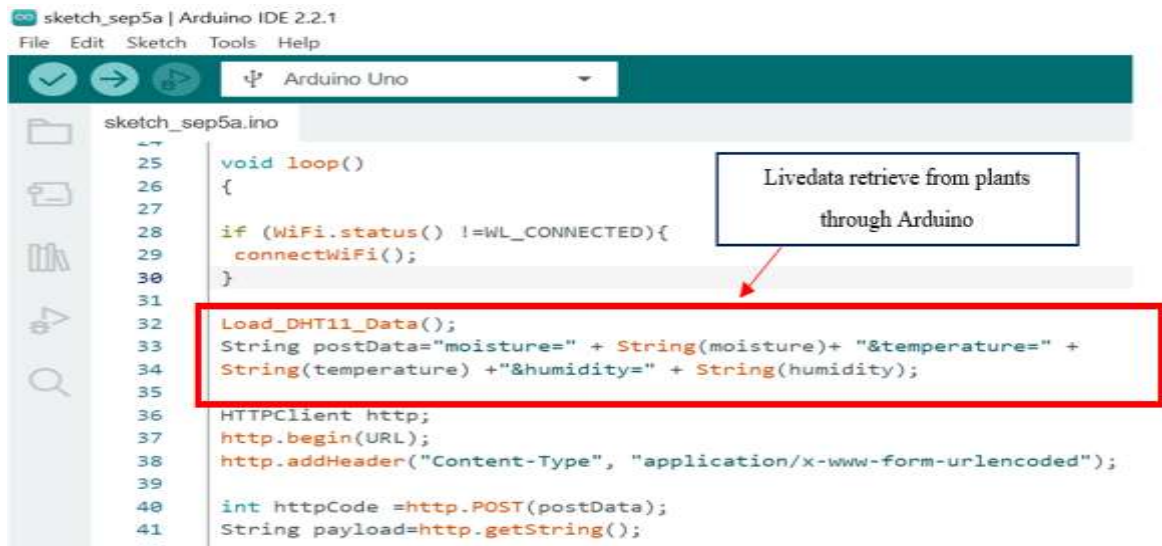 sketch_sep5a | Arduino IDE 2.2.1
File Edit Sketch Tools Help
Arduino Uno
sketch_sep5a.ino
24
25 void loop()
26 {
27
28 if (WiFi.status() !=WL_CONNECTED){
29 connectWiFi();
30 }
31
32 Load_DHT11_Data();
33 String postData="moisture=" + String(moisture)+ "&temperature=" +
34 String(temperature) +"&humidity=" + String(humidity);
35
36 HTTPClient http;
37 http.begin(URL);
38 http.addHeader("Content-Type", "application/x-www-form-urlencoded");
39
40 int httpCode =http.POST(postData);
41 String payload=http.getString();
Livedata retrieve from plants
through Arduino